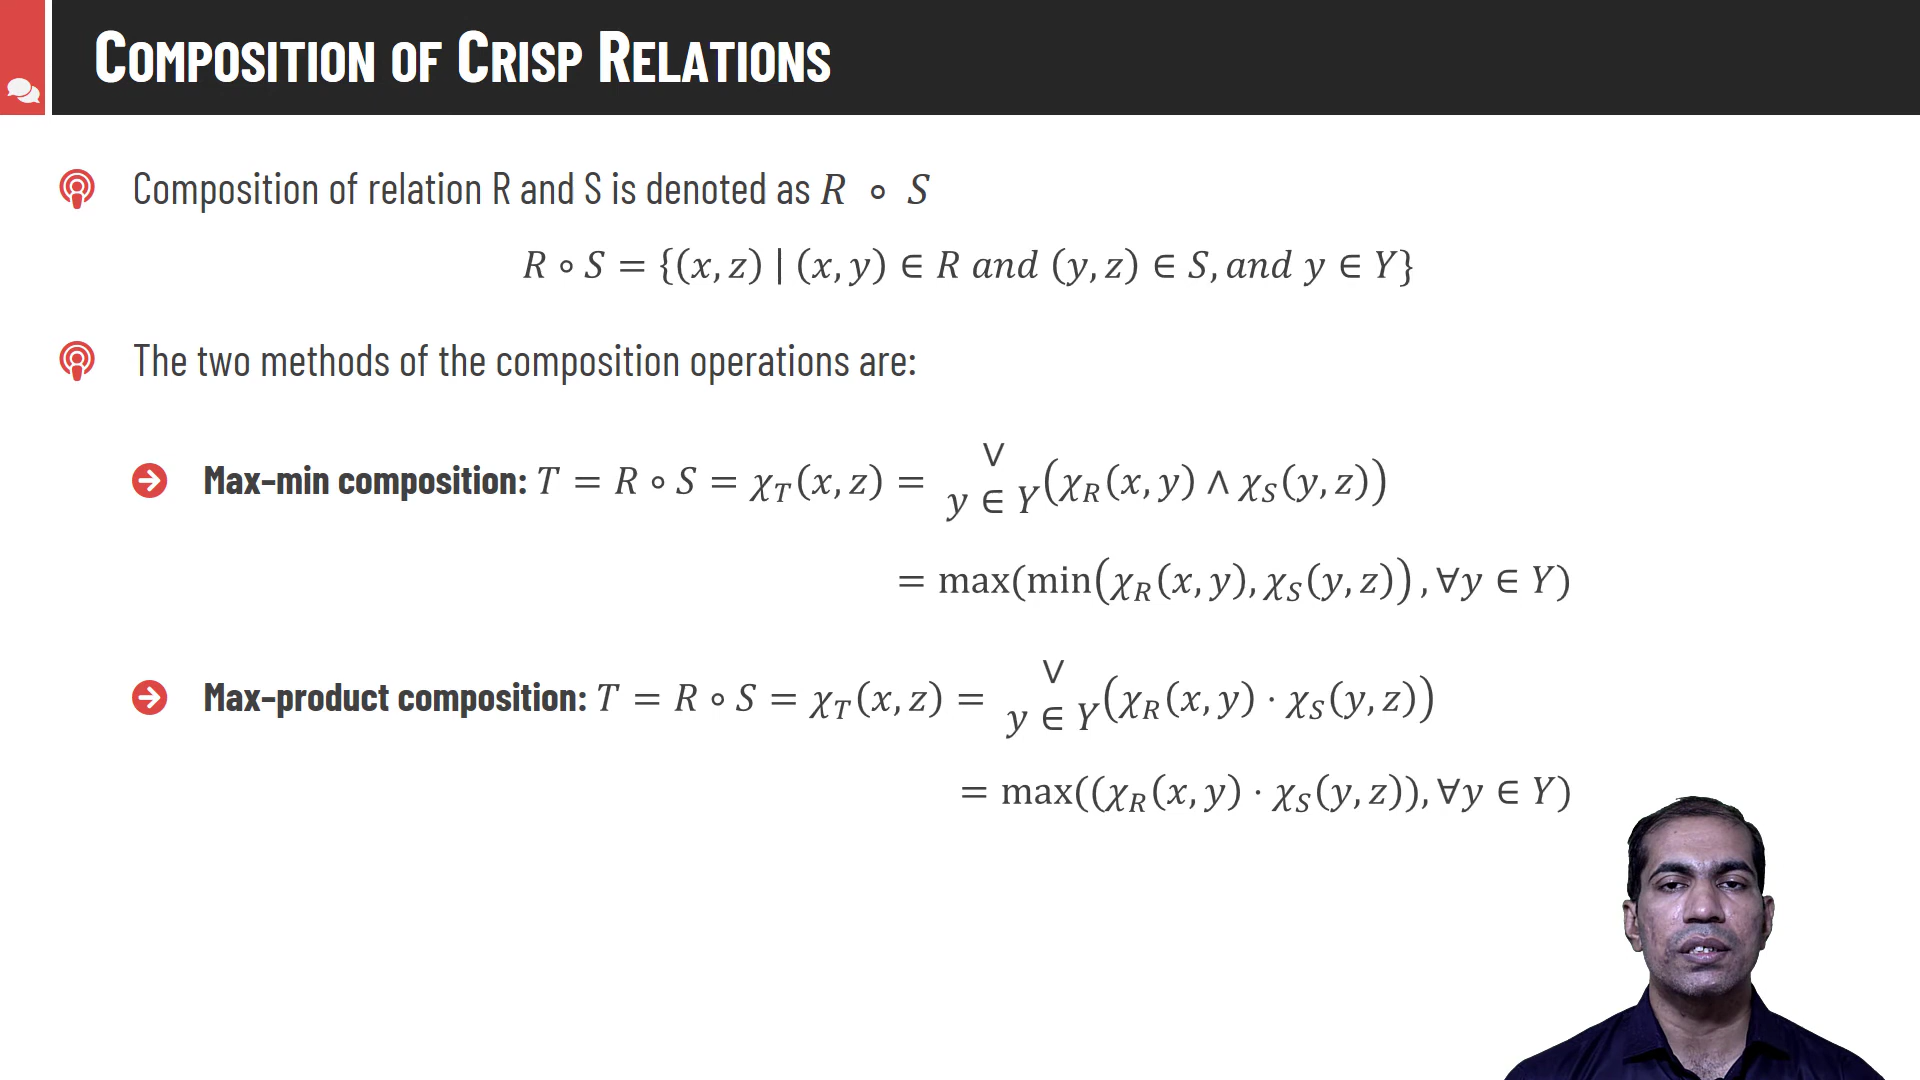 COMPOSITION OF CRISP RELATIONS
Composition of relation R and S is denoted as R ∘ S
R ∘ S = {(x, z) | (x, y) ∈ R and (y, z) ∈ S, and y ∈ Y}
The two methods of the composition operations are:
Max–min composition: T = R ∘ S = χ_T(x, z) = ∨ y ∈ Y (χ_R(x, y) ∧ χ_S(y, z))
= max(min(χ_R(x, y), χ_S(y, z)), ∀y ∈ Y)
Max–product composition: T = R ∘ S = χ_T(x, z) = ∨ y ∈ Y (χ_R(x, y) · χ_S(y, z))
= max((χ_R(x, y) · χ_S(y, z)), ∀y ∈ Y)